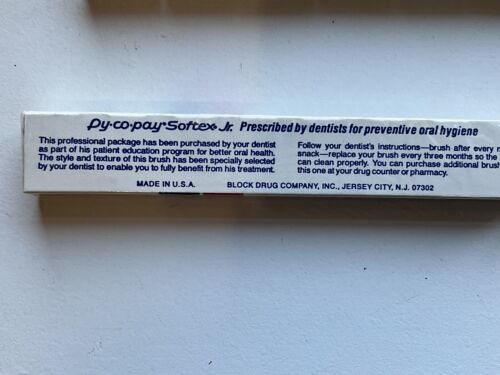 Py·co·pay® Softex Jr. Prescribed by dentists for preventive oral hygiene
This professional package has been purchased by your dentist
as part of his patient education program for better oral health.
The style and texture of this brush has been specially selected
by your dentist to enable you to fully benefit from his treatment.
Follow your dentist's instructions—brush after every
snack—replace your brush every three months so the
can clean properly. You can purchase additional
this one at your drug counter or pharmacy.
MADE IN U.S.A. BLOCK DRUG COMPANY, INC., JERSEY CITY, N.J. 07302